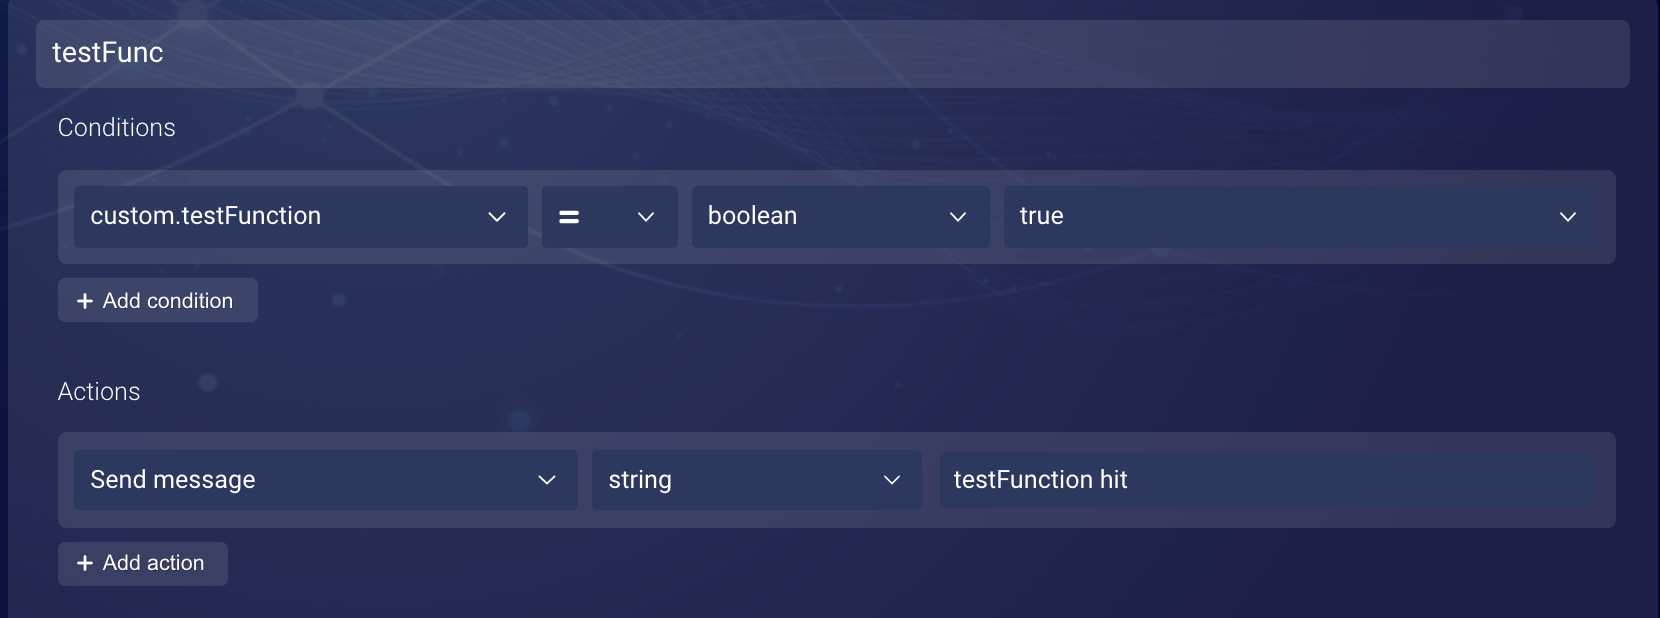 testFunc
Conditions
custom.testFunction = boolean true
+ Add condition
Actions
Send message string testFunction hit
+ Add action